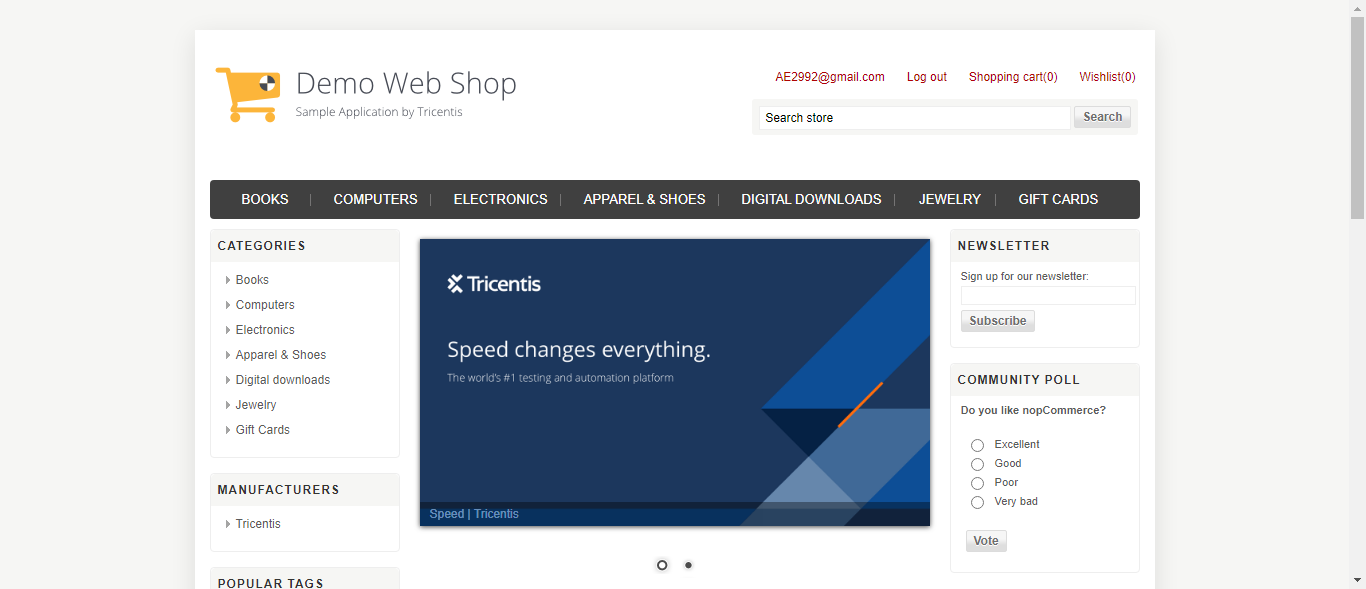 Demo Web Shop
Sample Application by Tricentis
AE2992@gmail.com Log out Shopping cart(0) Wishlist(0)
Search store Search
BOOKS COMPUTERS ELECTRONICS APPAREL & SHOES DIGITAL DOWNLOADS JEWELRY GIFT CARDS
CATEGORIES
Books
Computers
Electronics
Apparel & Shoes
Digital downloads
Jewelry
Gift Cards
MANUFACTURERS
Tricentis
POPULAR TAGS
Tricentis
Speed changes everything.
The world's #1 testing and automation platform
Speed | Tricentis
NEWSLETTER
Sign up for our newsletter:
Subscribe
COMMUNITY POLL
Do you like nopCommerce?
Excellent
Good
Poor
Very bad
Vote